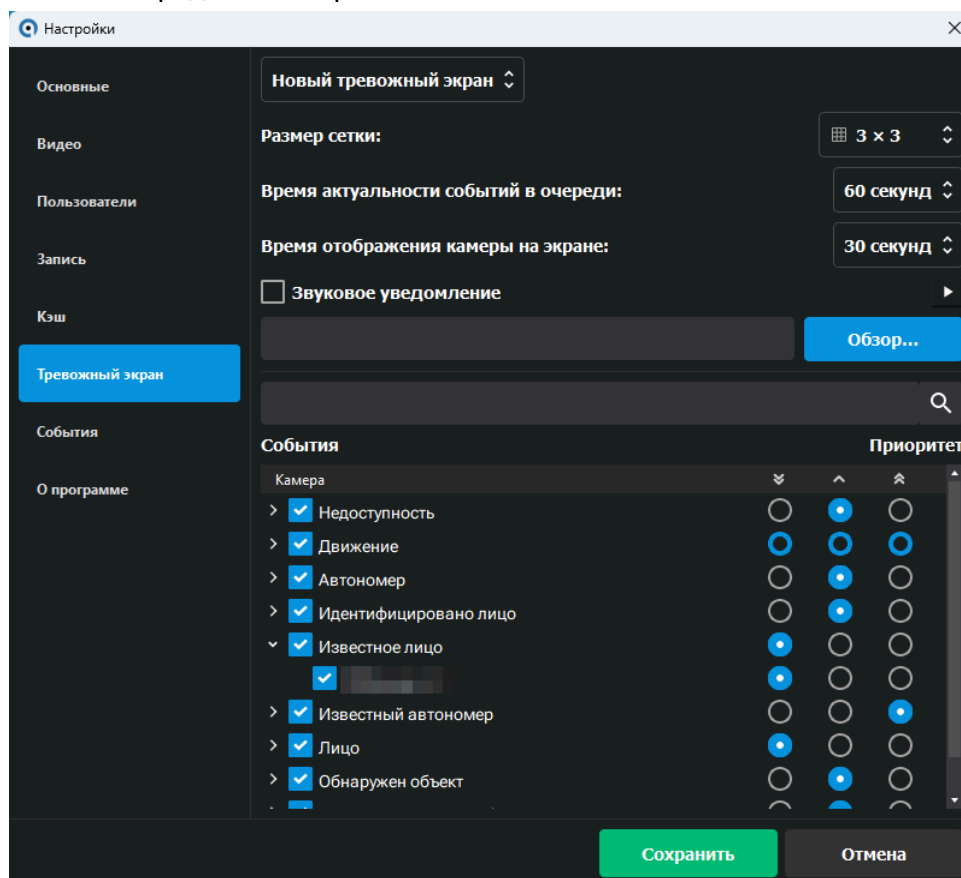 Настройки
Основные
Видео
Пользователи
Запись
Кэш
Тревожный экран
События
О программе
Новый тревожный экран
Размер сетки:
3 × 3
Время актуальности событий в очереди:
60 секунд
Время отображения камеры на экране:
30 секунд
Звуковое уведомление
Обзор...
События
Приоритет
Камера
Недоступность
Движение
Автономер
Идентифицировано лицо
Известное лицо
Известный автономер
Лицо
Обнаружен объект
Сохранить
Отмена